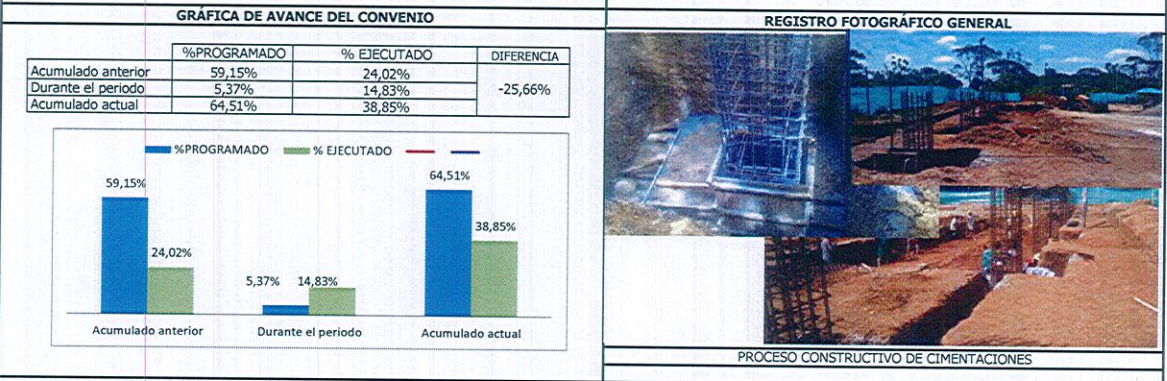 GRÁFICA DE AVANCE DEL CONVENIO
%PROGRAMADO % EJECUTADO DIFERENCIA
Acumulado anterior 59,15% 24,02%
Durante el periodo 5,37% 14,83% -25,66%
Acumulado actual 64,51% 38,85%
%PROGRAMADO % EJECUTADO
59,15%
24,02%
5,37% 14,83%
64,51%
38,85%
Acumulado anterior Durante el periodo Acumulado actual
REGISTRO FOTOGRÁFICO GENERAL
PROCESO CONSTRUCTIVO DE CIMENTACIONES